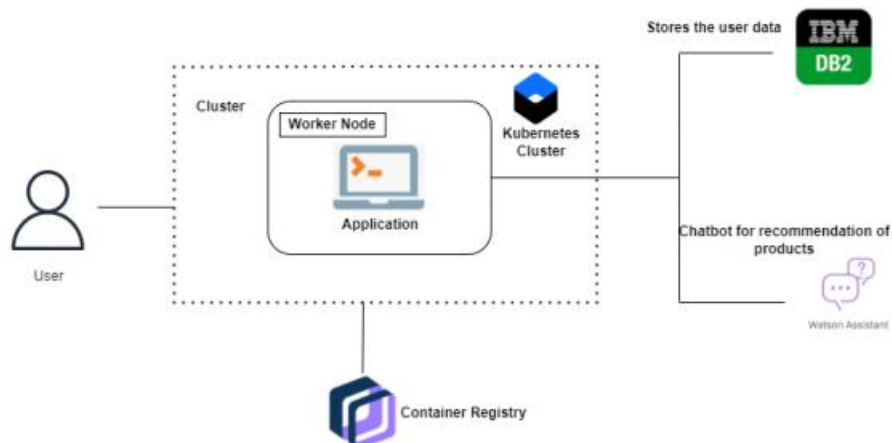 Stores the user data
IBM
DB2
Cluster
Worker Node
Kubernetes
Cluster
Application
User
Chatbot for recommendation of
products
Watson Assistant
Container Registry